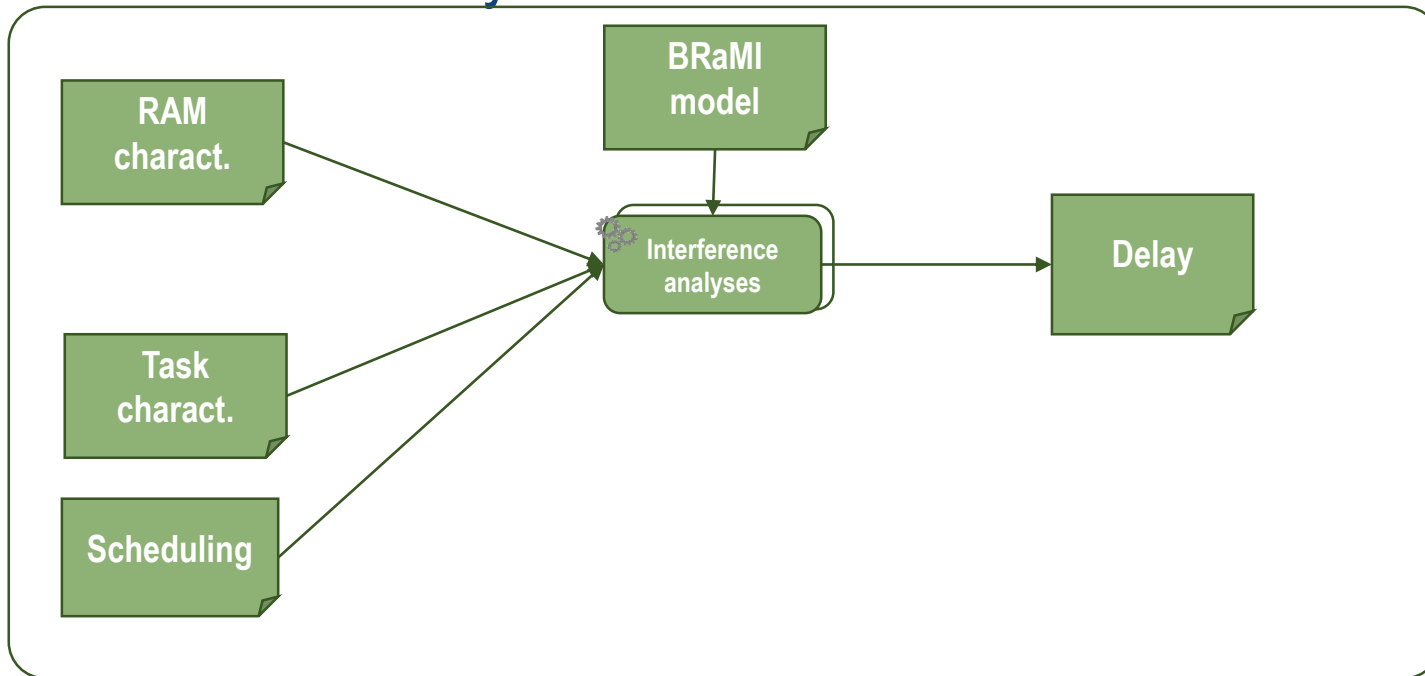 BRaMI
model
RAM
charact.
Interference
analyses
Delay
Task
charact.
Scheduling